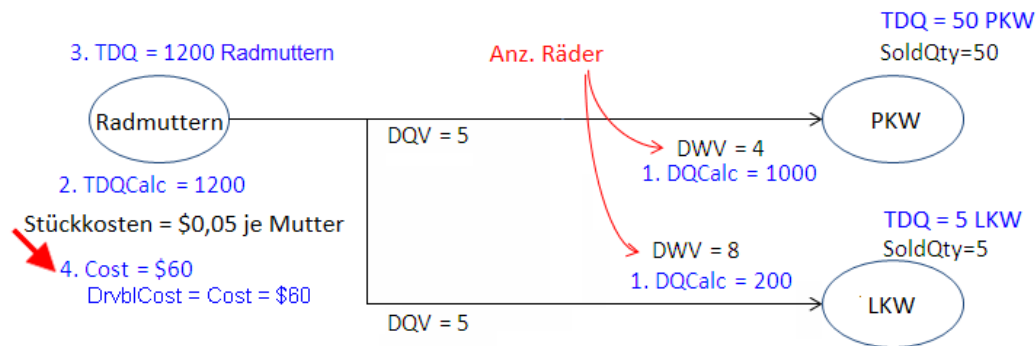 TDQ = 50 PKW
SoldQty=50
3. TDQ = 1200 Radmuttern
Anz. Räder
Radmuttern
PKW
DQV = 5
DWV = 4
1. DQCalc = 1000
2. TDQCalc = 1200
Stückkosten = $0,05 je Mutter
TDQ = 5 LKW
SoldQty=5
DWV = 8
4. Cost = $60
1. DQCalc = 200
DrvblCost = Cost = $60
LKW
DQV = 5